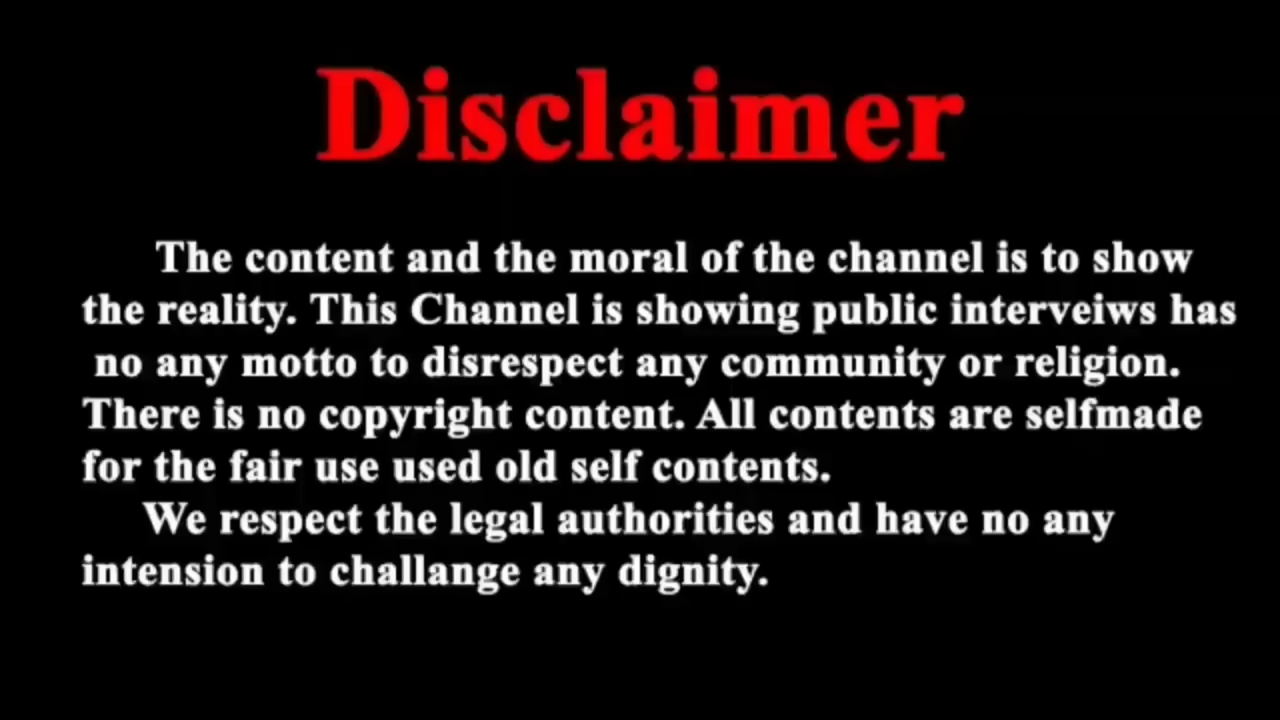 Disclaimer
The content and the moral of the channel is to show
the reality. This Channel is showing public interveiws has
no any motto to disrespect any community or religion.
There is no copyright content. All contents are selfmade
for the fair use used old self contents.
We respect the legal authorities and have no any
intension to challange any dignity.